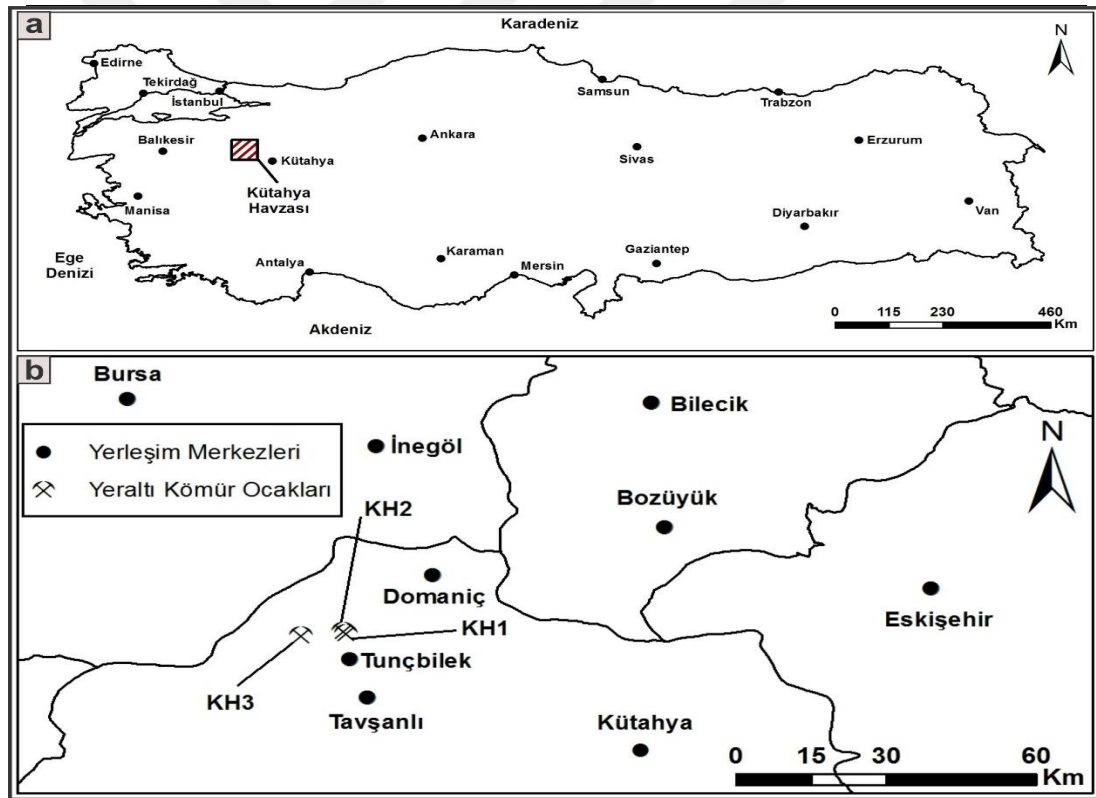 a
Karadeniz
N
Edirne
Tekirdağ
İstanbul
Samsun
Trabzon
Balıkesir
Ankara
Erzurum
Kütahya
Sivas
Kütahya
Havzası
Manisa
Diyarbakır
Van
Ege
Denizi
Antalya
Karaman
Mersin
Gaziantep
Akdeniz
0 115 230 460
Km
b
Bursa
Bilecik
Yerleşim Merkezleri
Yeraltı Kömür Ocakları
İnegöl
N
KH2
Bozüyük
Domaniç
Eskişehir
KH1
Tunçbilek
KH3
Tavşanlı
Kütahya
0 15 30 60
Km